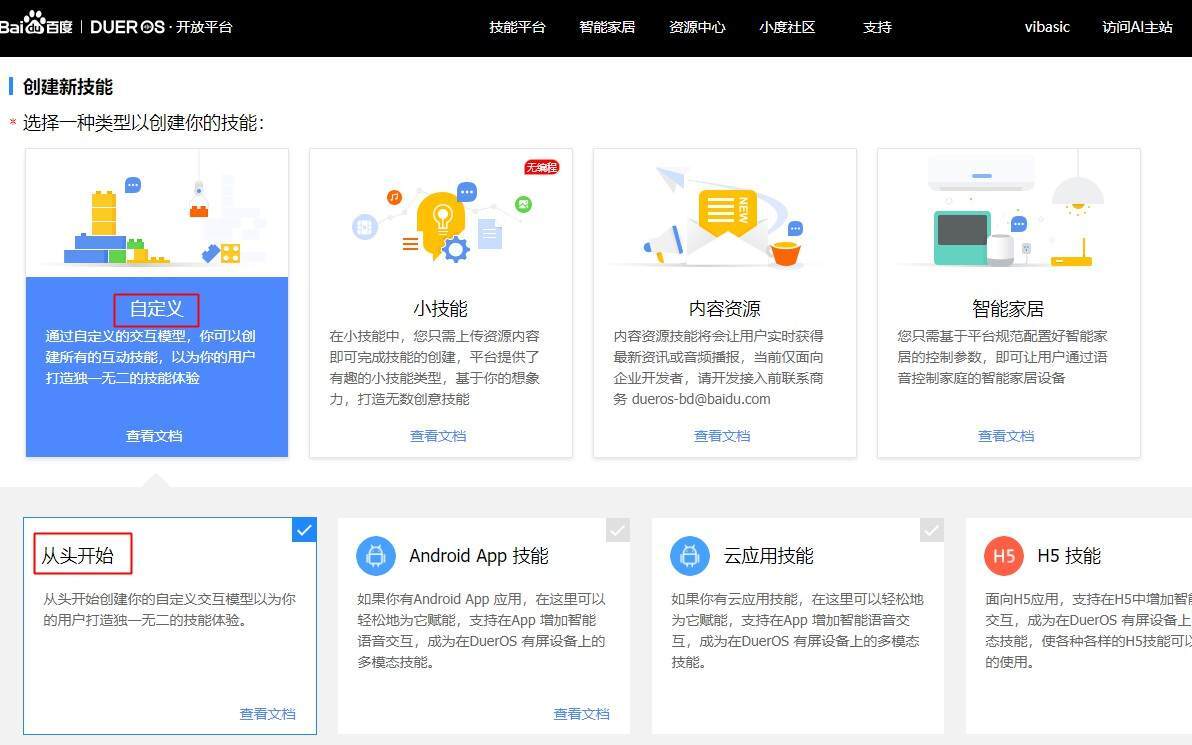 Bai du 百度 | DUEROS · 开放平台
技能平台 智能家居 资源中心 小度社区 支持
vibasic 访问AI主站
创建新技能
* 选择一种类型以创建你的技能：
自定义
通过自定义的交互模型，你可以创
建所有的互动技能，以为你的用户
打造独一无二的技能体验
查看文档
无编程
小技能
在小技能中，您只需上传资源内容
即可完成技能的创建，平台提供了
有趣的小技能类型，基于你的想象
力，打造无数创意技能
查看文档
NEW
内容资源
内容资源技能将会让用户实时获得
最新资讯或音频播报，当前仅面向
企业开发者，请开发接入前联系商
务 dueros-bd@baidu.com
查看文档
智能家居
您只需基于平台规范配置好智能家
居的控制参数，即可让用户通过语
音控制家庭的智能家居设备
查看文档
从头开始
从头开始创建你的自定义交互模型以为你
的用户打造独一无二的技能体验。
查看文档
Android App 技能
如果你有Android App 应用，在这里可以
轻松地为它赋能，支持在App 增加智能
语音交互，成为在DuerOS 有屏设备上的
多模态技能。
查看文档
云应用技能
如果你有云应用技能，在这里可以轻松地
为它赋能，支持在App 增加智能语音交
互，成为在DuerOS 有屏设备上的多模态
技能。
H5
H5 技能
面向H5应用，支持在H5中增加智能
交互，成为在DuerOS 有屏设备上
态技能，使各种各样的H5技能可以
的使用。